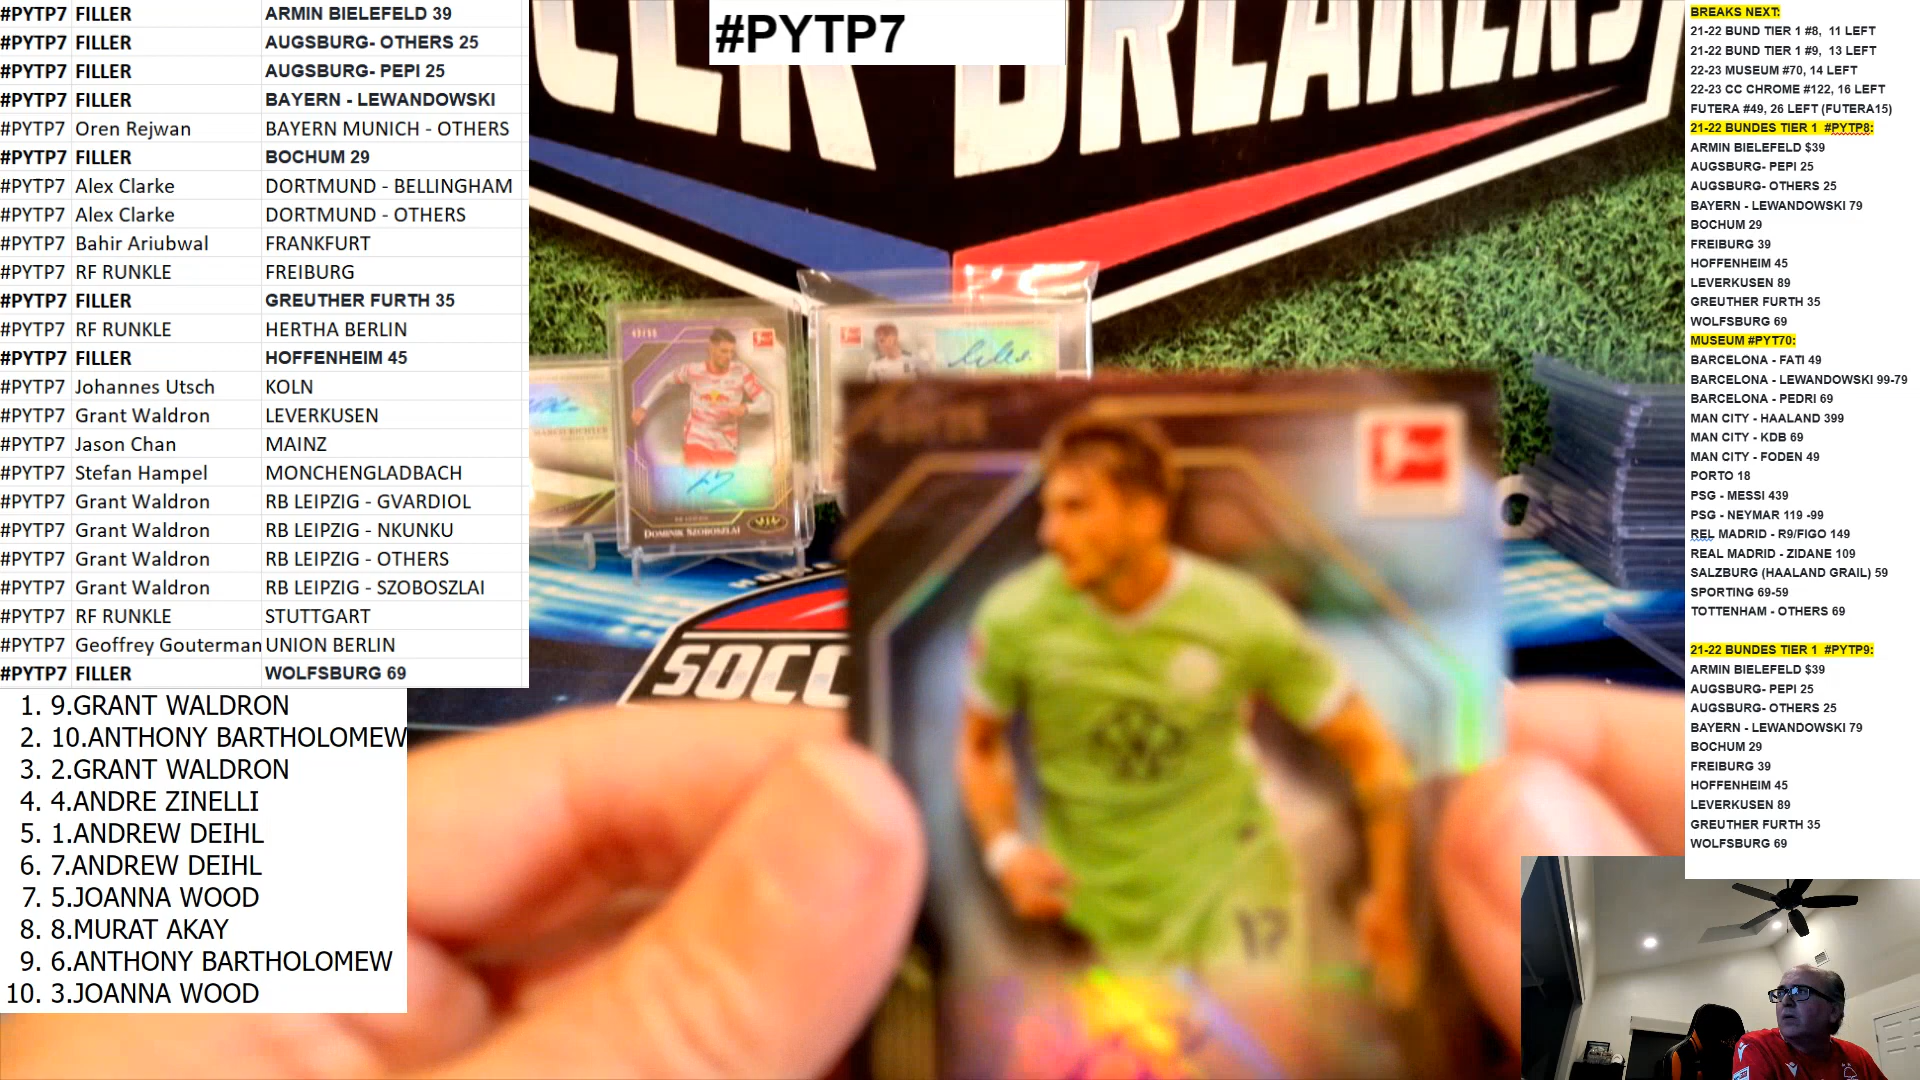 #PYTP7 FILLER ARMIN BIELEFELD 39
#PYTP7 FILLER AUGSBURG- OTHERS 25
#PYTP7 FILLER AUGSBURG- PEPI 25
#PYTP7 FILLER BAYERN - LEWANDOWSKI
#PYTP7 Oren Rejwan BAYERN MUNICH - OTHERS
#PYTP7 FILLER BOCHUM 29
#PYTP7 Alex Clarke DORTMUND - BELLINGHAM
#PYTP7 Alex Clarke DORTMUND - OTHERS
#PYTP7 Bahir Ariubwal FRANKFURT
#PYTP7 RF RUNKLE FREIBURG
#PYTP7 FILLER GREUTHER FURTH 35
#PYTP7 RF RUNKLE HERTHA BERLIN
#PYTP7 FILLER HOFFENHEIM 45
#PYTP7 Johannes Utsch KOLN
#PYTP7 Grant Waldron LEVERKUSEN
#PYTP7 Jason Chan MAINZ
#PYTP7 Stefan Hampel MONCHENGLADBACH
#PYTP7 Grant Waldron RB LEIPZIG - GVARDIOL
#PYTP7 Grant Waldron RB LEIPZIG - NKUNKU
#PYTP7 Grant Waldron RB LEIPZIG - OTHERS
#PYTP7 Grant Waldron RB LEIPZIG - SZOBOSZLAI
#PYTP7 RF RUNKLE STUTTGART
#PYTP7 Geoffrey Gouterman UNION BERLIN
#PYTP7 FILLER WOLFSBURG 69
1. 9.GRANT WALDRON
2. 10.ANTHONY BARTHOLOMEW
3. 2.GRANT WALDRON
4. 4.ANDRE ZINELLI
5. 1.ANDREW DEIHL
6. 7.ANDREW DEIHL
7. 5.JOANNA WOOD
8. 8.MURAT AKAY
9. 6.ANTHONY BARTHOLOMEW
10. 3.JOANNA WOOD
#PYTP7
CCER BREAKERS
DOMINIK SZOBOSZLAI
SOCC
17
BREAKS NEXT:
21-22 BUND TIER 1 #8, 11 LEFT
21-22 BUND TIER 1 #9, 13 LEFT
22-23 MUSEUM #70, 14 LEFT
22-23 CC CHROME #122, 16 LEFT
FUTERA #49, 26 LEFT (FUTERA15)
21-22 BUNDES TIER 1 #PYTP8:
ARMIN BIELEFELD $39
AUGSBURG- PEPI 25
AUGSBURG- OTHERS 25
BAYERN - LEWANDOWSKI 79
BOCHUM 29
FREIBURG 39
HOFFENHEIM 45
LEVERKUSEN 89
GREUTHER FURTH 35
WOLFSBURG 69
MUSEUM #PYT70:
BARCELONA - FATI 49
BARCELONA - LEWANDOWSKI 99-79
BARCELONA - PEDRI 69
MAN CITY - HAALAND 399
MAN CITY - KDB 69
MAN CITY - FODEN 49
PORTO 18
PSG - MESSI 439
PSG - NEYMAR 119 -99
REL MADRID - R9/FIGO 149
REAL MADRID - ZIDANE 109
SALZBURG (HAALAND GRAIL) 59
SPORTING 69-59
TOTTENHAM - OTHERS 69
21-22 BUNDES TIER 1 #PYTP9:
ARMIN BIELEFELD $39
AUGSBURG- PEPI 25
AUGSBURG- OTHERS 25
BAYERN - LEWANDOWSKI 79
BOCHUM 29
FREIBURG 39
HOFFENHEIM 45
LEVERKUSEN 89
GREUTHER FURTH 35
WOLFSBURG 69